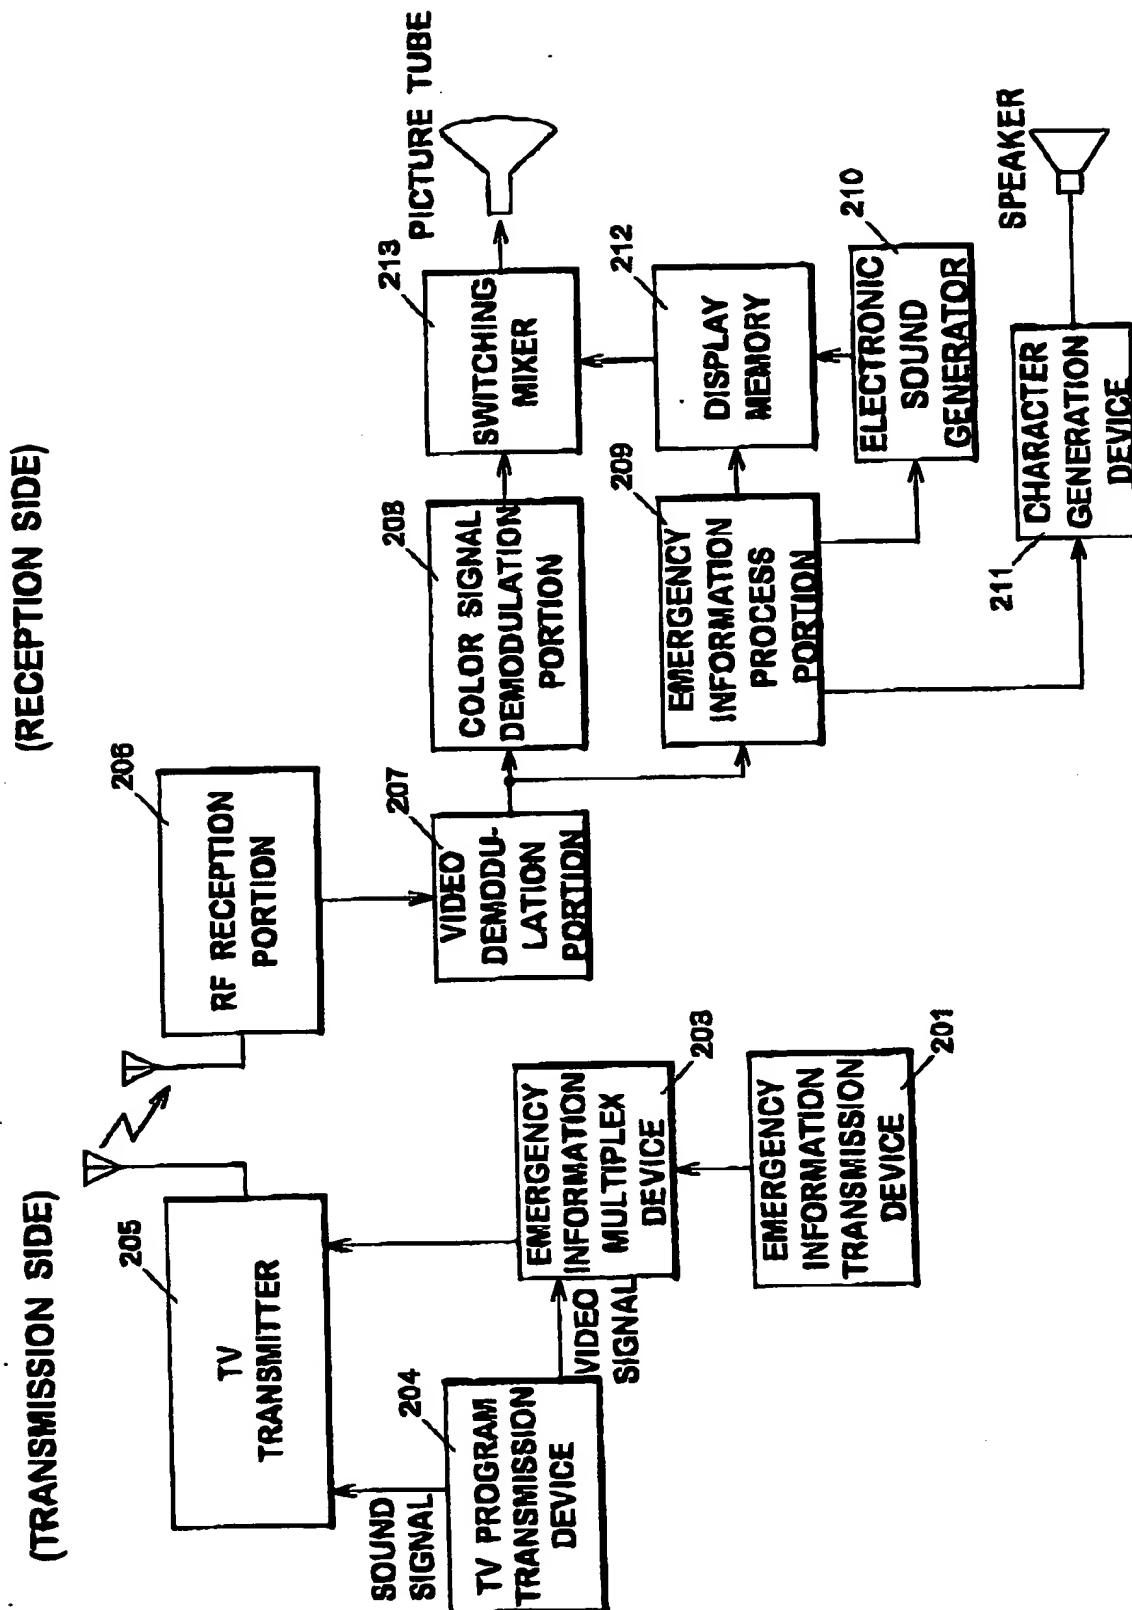 (TRANSMISSION SIDE)
(RECEPTION SIDE)
205
TV
TRANSMITTER
SOUND
SIGNAL
204
TV PROGRAM
TRANSMISSION
DEVICE
VIDEO
SIGNAL
203
EMERGENCY
INFORMATION
MULTIPLEX
DEVICE
201
EMERGENCY
INFORMATION
TRANSMISSION
DEVICE
206
RF RECEPTION
PORTION
207
VIDEO
DEMODU-
LATION
PORTION
208
COLOR SIGNAL
DEMODULATION
PORTION
213
SWITCHING
MIXER
PICTURE TUBE
209
EMERGENCY
INFORMATION
PROCESS
PORTION
212
DISPLAY
MEMORY
210
ELECTRONIC
SOUND
GENERATOR
211
CHARACTER
GENERATION
DEVICE
SPEAKER